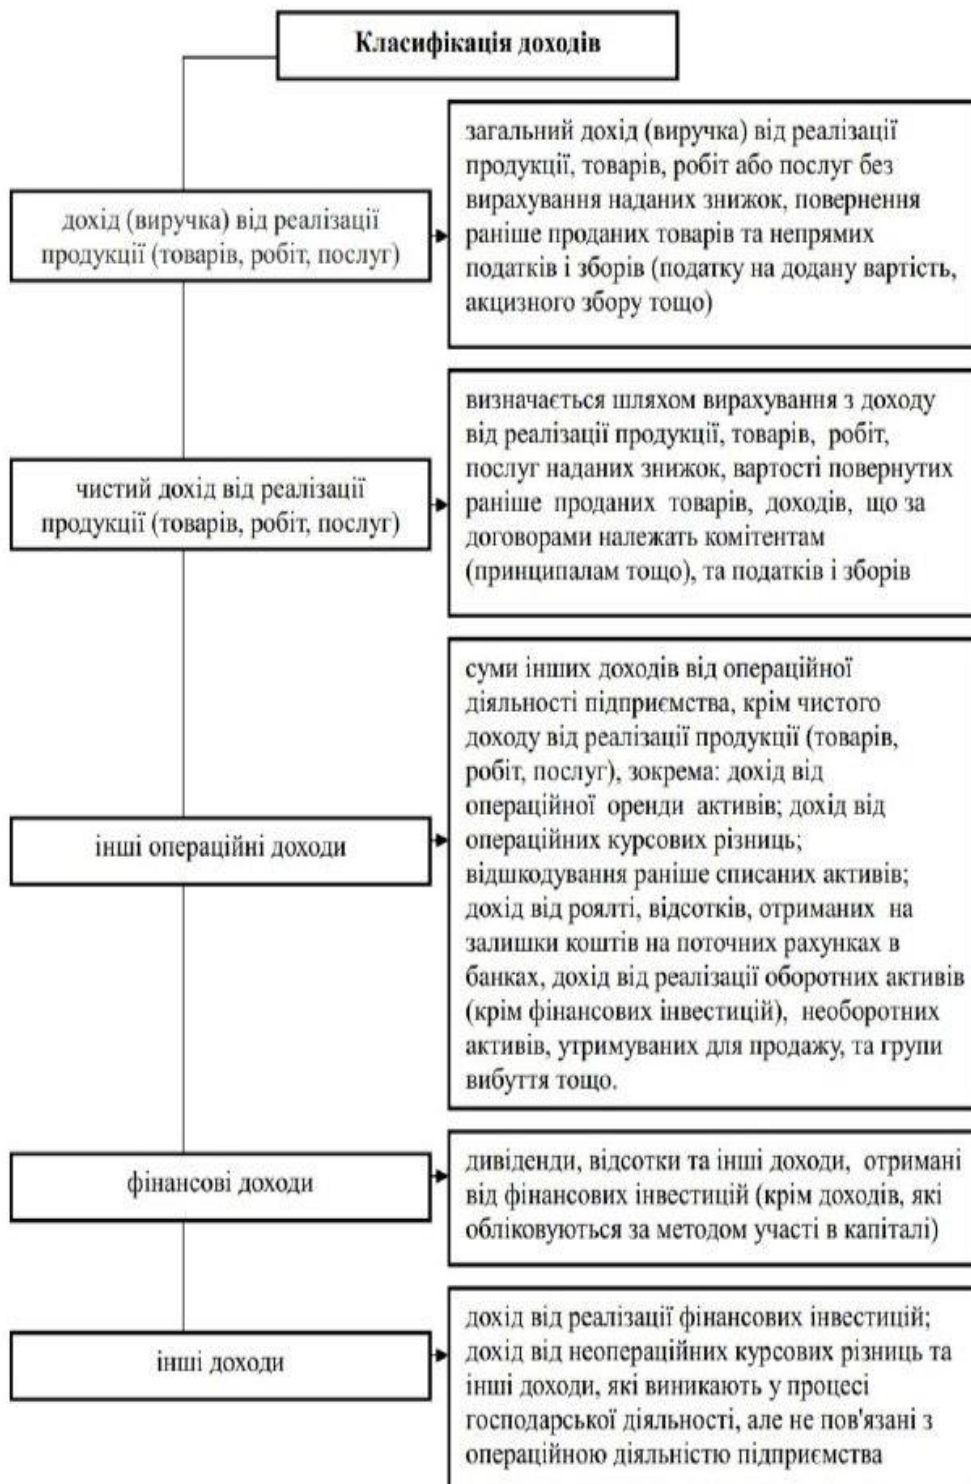 Класифікація доходів
дохід (виручка) від реалізації
продукції (товарів, робіт, послуг)
загальний дохід (виручка) від реалізації
продукції, товарів, робіт або послуг без
вирахування наданих знижок, повернення
раніше проданих товарів та непрямих
податків і зборів (податку на додану вартість,
акцизного збору тощо)
чистий дохід від реалізації
продукції (товарів, робіт, послуг)
визначається шляхом вирахування з доходу
від реалізації продукції, товарів, робіт,
послуг наданих знижок, вартості повернутих
раніше проданих товарів, доходів, що за
договорами належать комітентам
(принципалам тощо), та податків і зборів
інші операційні доходи
суми інших доходів від операційної
діяльності підприємства, крім чистого
доходу від реалізації продукції (товарів,
робіт, послуг), зокрема: дохід від
операційної оренди активів; дохід від
операційних курсових різниць;
відшкодування раніше списаних активів;
дохід від роялті, відсотків, отриманих на
залишки коштів на поточних рахунках в
банках, дохід від реалізації оборотних активів
(крім фінансових інвестицій), необоротних
активів, утримуваних для продажу, та групи
вибуття тощо.
фінансові доходи
дивіденди, відсотки та інші доходи, отримані
від фінансових інвестицій (крім доходів, які
обліковуються за методом участі в капіталі)
інші доходи
дохід від реалізації фінансових інвестицій;
дохід від неопераційних курсових різниць та
інші доходи, які виникають у процесі
господарської діяльності, але не пов'язані з
операційною діяльністю підприємства